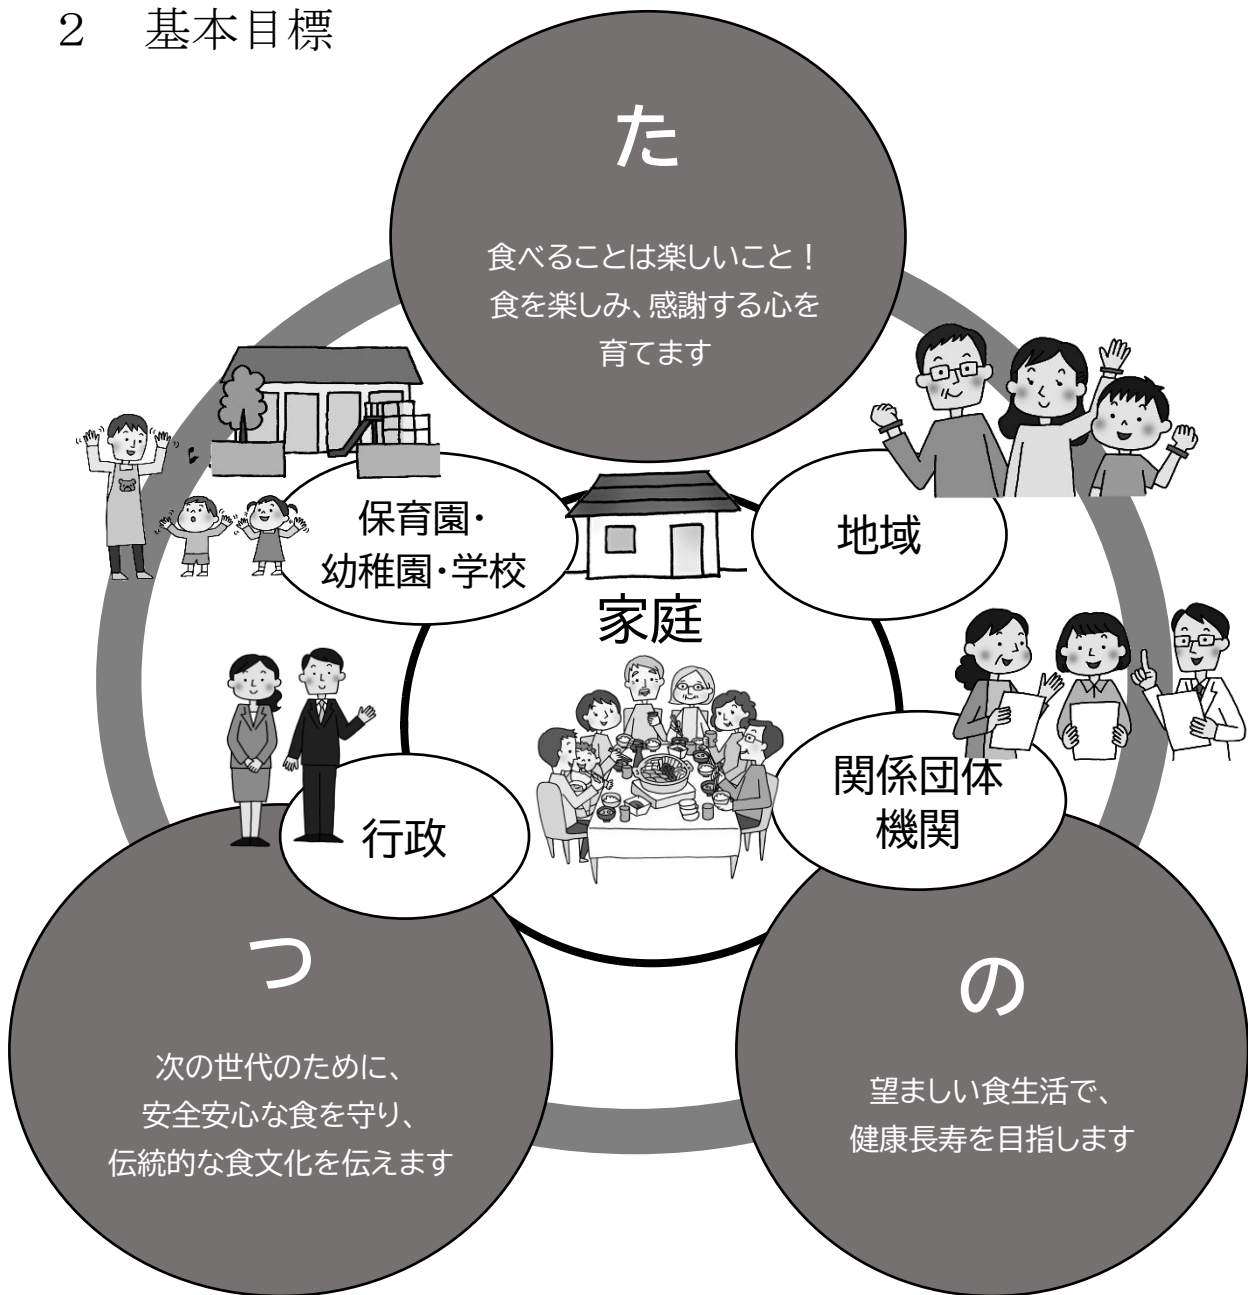 2 基本目標
た
食べることは楽しいこと！
食を楽しみ、感謝する心を
育てます
保育園・
幼稚園・学校
地域
家庭
関係団体
機関
行政
つ
次の世代のために、
安全安心な食を守り、
伝統的な食文化を伝えます
の
望ましい食生活で、
健康長寿を目指します